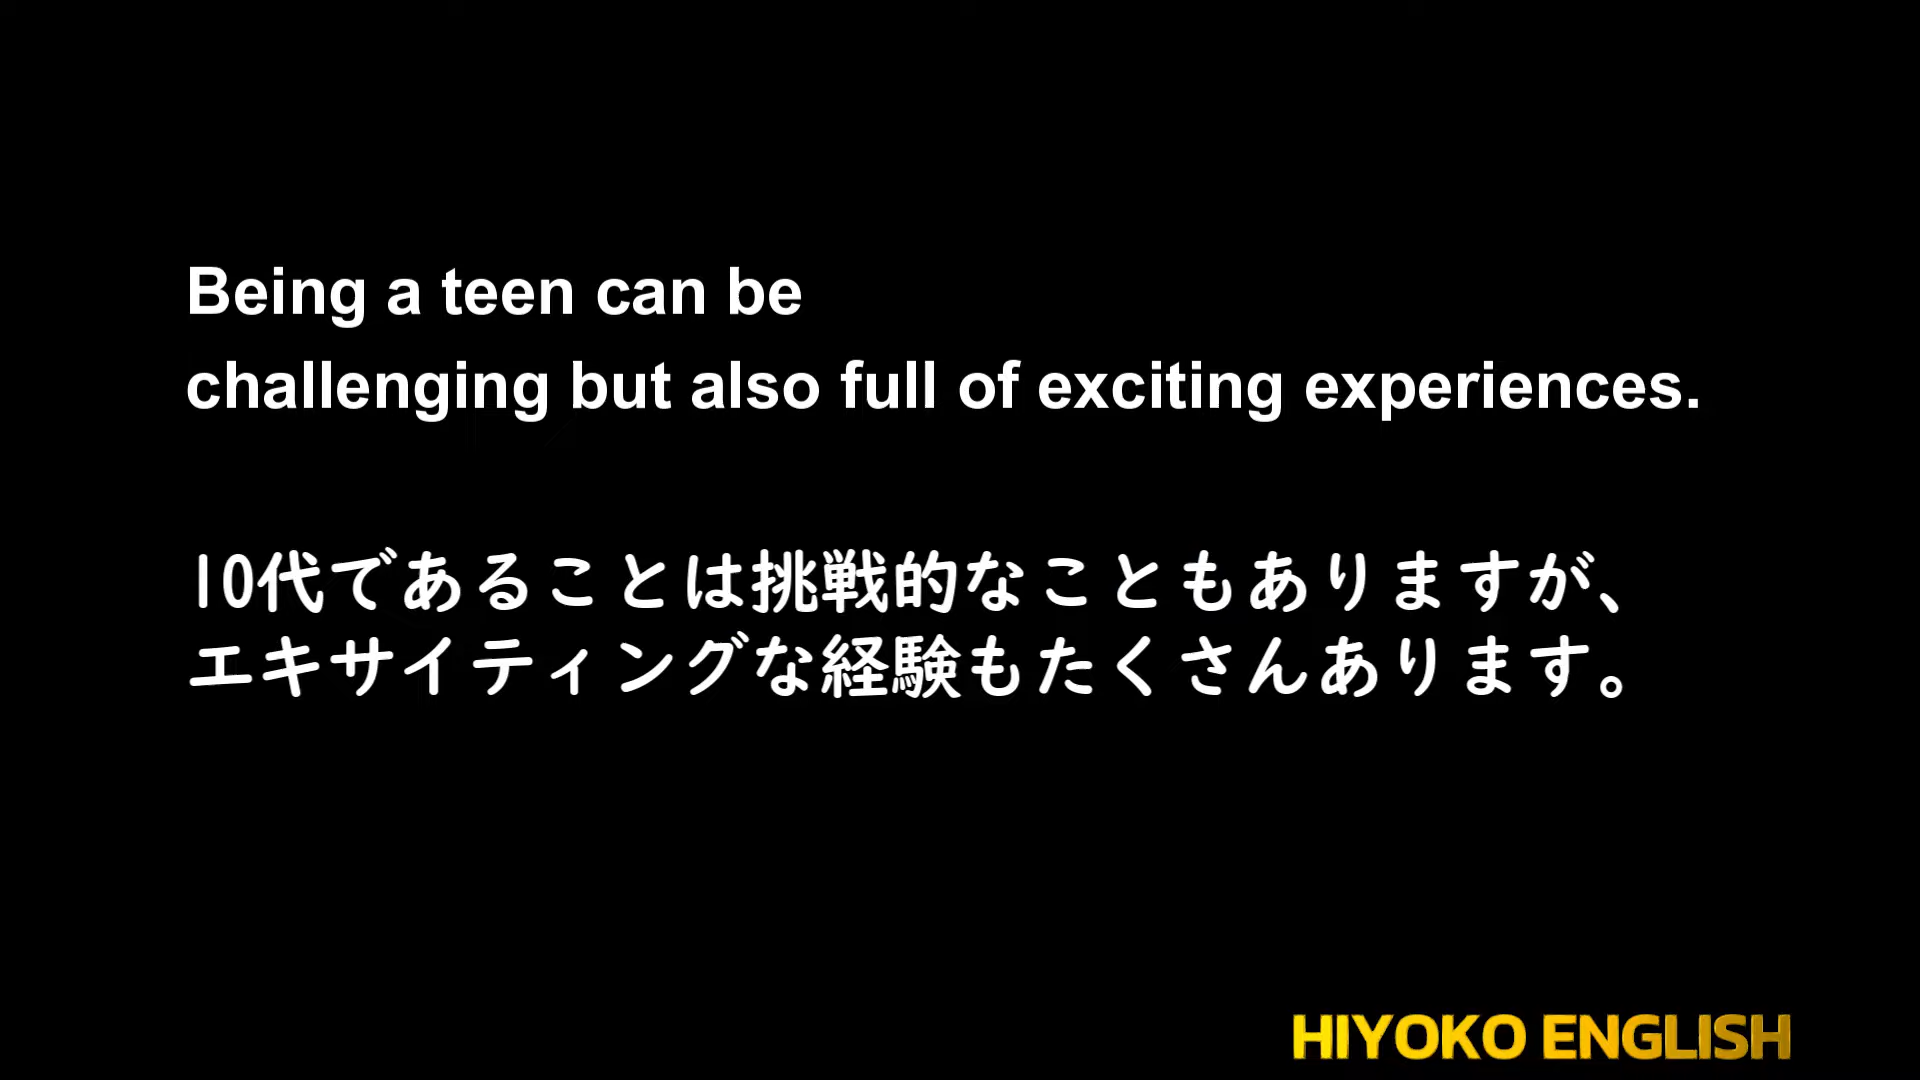 Being a teen can be
challenging but also full of exciting experiences.
10代であることは挑戦的なこともありますが、
エキサイティングな経験もたくさんあります。
HIYOKO ENGLISH